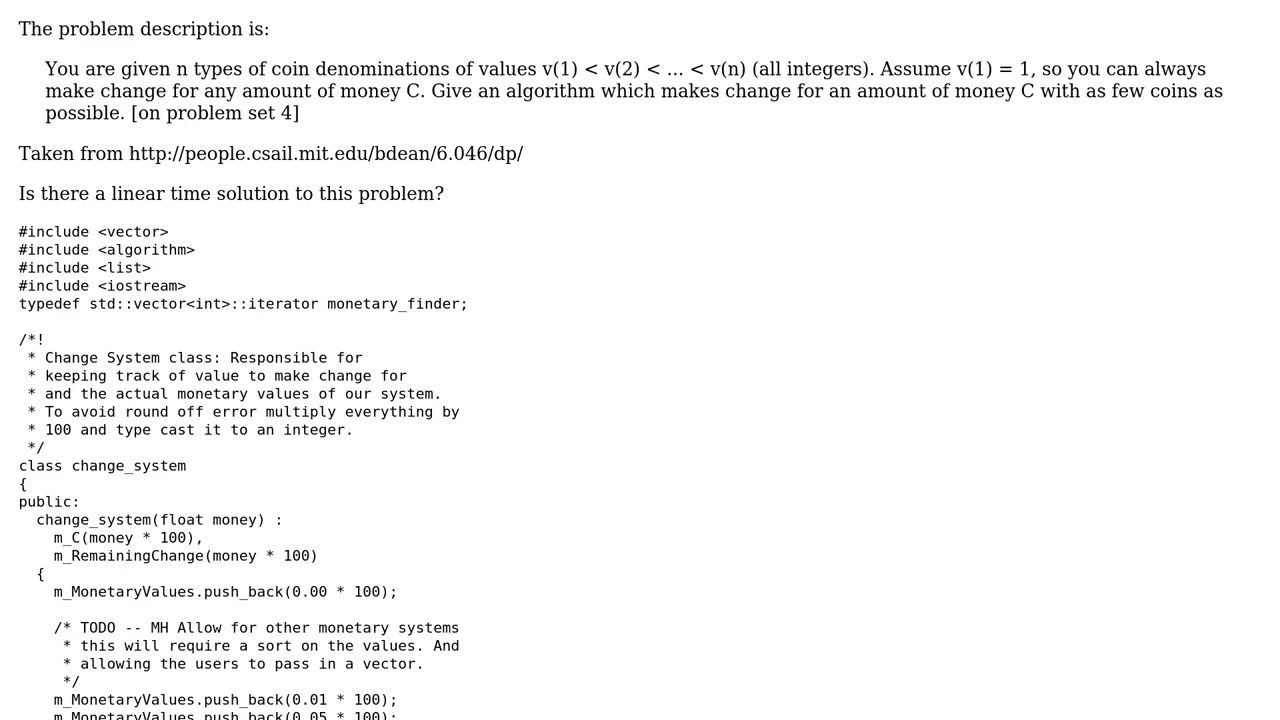 The problem description is:
You are given n types of coin denominations of values v(1) < v(2) < ... < v(n) (all integers). Assume v(1) = 1, so you can always
make change for any amount of money C. Give an algorithm which makes change for an amount of money C with as few coins as
possible. [on problem set 4]
Taken from http://people.csail.mit.edu/bdean/6.046/dp/
Is there a linear time solution to this problem?
#include <vector>
#include <algorithm>
#include <list>
#include <iostream>
typedef std::vector<int>::iterator monetary_finder;
/*!
 * Change System class: Responsible for
 * keeping track of value to make change for
 * and the actual monetary values of our system.
 * To avoid round off error multiply everything by
 * 100 and type cast it to an integer.
 */
class change_system
{
public:
  change_system(float money) :
    m_C(money * 100),
    m_RemainingChange(money * 100)
  {
    m_MonetaryValues.push_back(0.00 * 100);
    /* TODO -- MH Allow for other monetary systems
     * this will require a sort on the values. And
     * allowing the users to pass in a vector.
     */
    m_MonetaryValues.push_back(0.01 * 100);
    m_MonetaryValues.push_back(0.05 * 100);